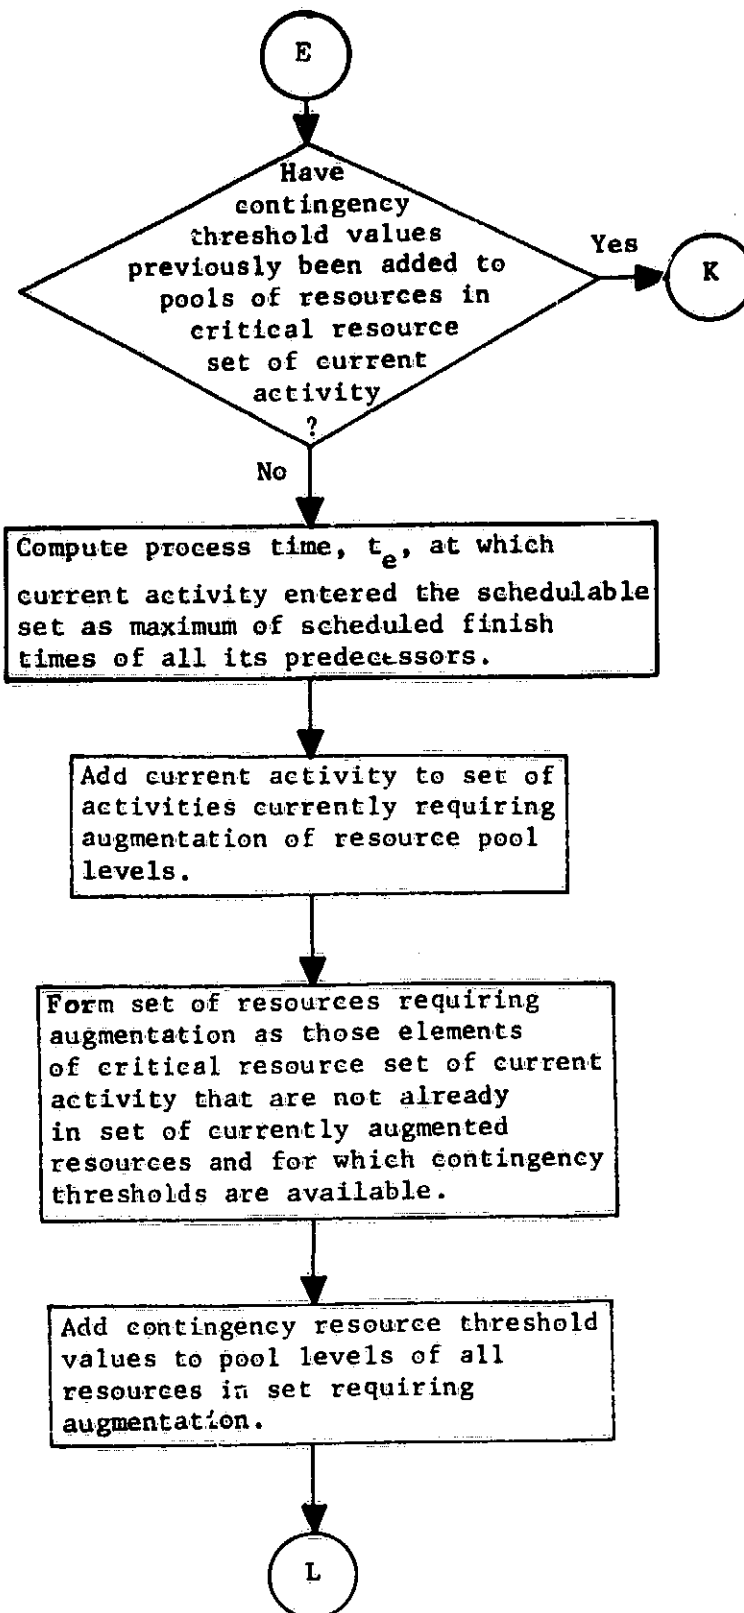 E
Have
contingency
threshold values
previously been added to
pools of resources in
critical resource
set of current
activity
?
Yes
K
No
Compute process time, t_e, at which
current activity entered the schedulable
set as maximum of scheduled finish
times of all its predecessors.
Add current activity to set of
activities currently requiring
augmentation of resource pool
levels.
Form set of resources requiring
augmentation as those elements
of critical resource set of current
activity that are not already
in set of currently augmented
resources and for which contingency
thresholds are available.
Add contingency resource threshold
values to pool levels of all
resources in set requiring
augmentation.
L